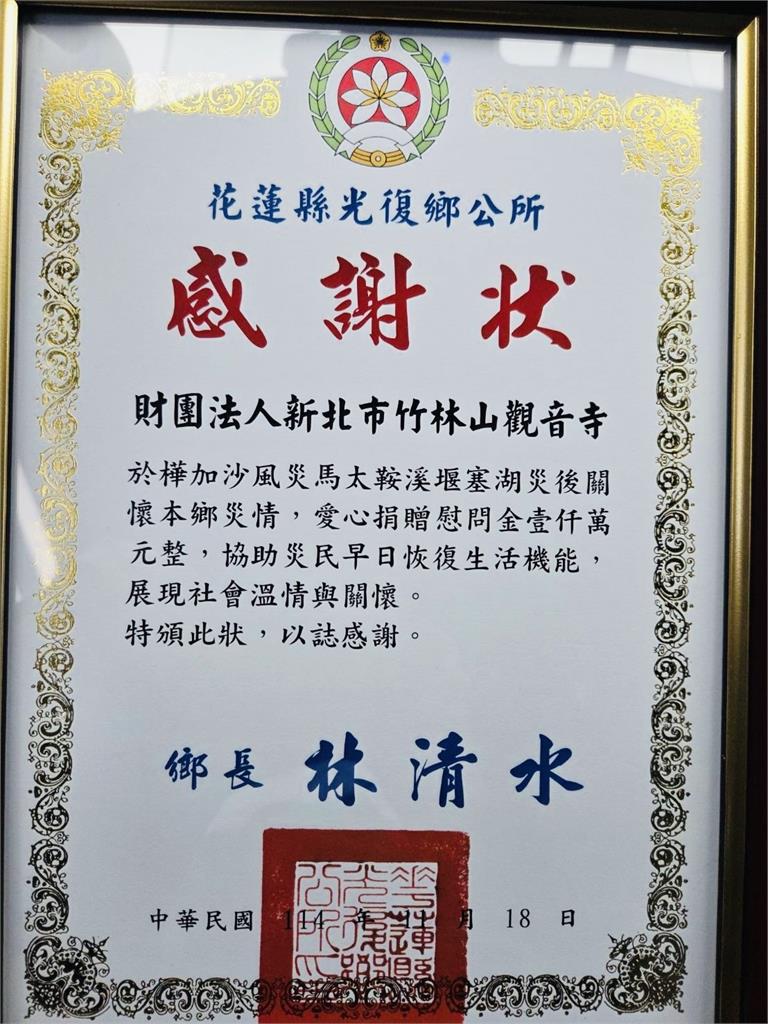 花蓮縣光復鄉公所
感謝狀
財團法人新北市竹林山觀音寺
於樺加沙風災馬太鞍溪堰塞湖災後關
懷本鄉災情，愛心捐贈慰問金壹仟萬
元整，協助災民早日恢復生活機能，
展現社會溫情與關懷。
特頒此狀，以誌感謝。
鄉長 林清水
中華民國 114 年 11 月 18 日